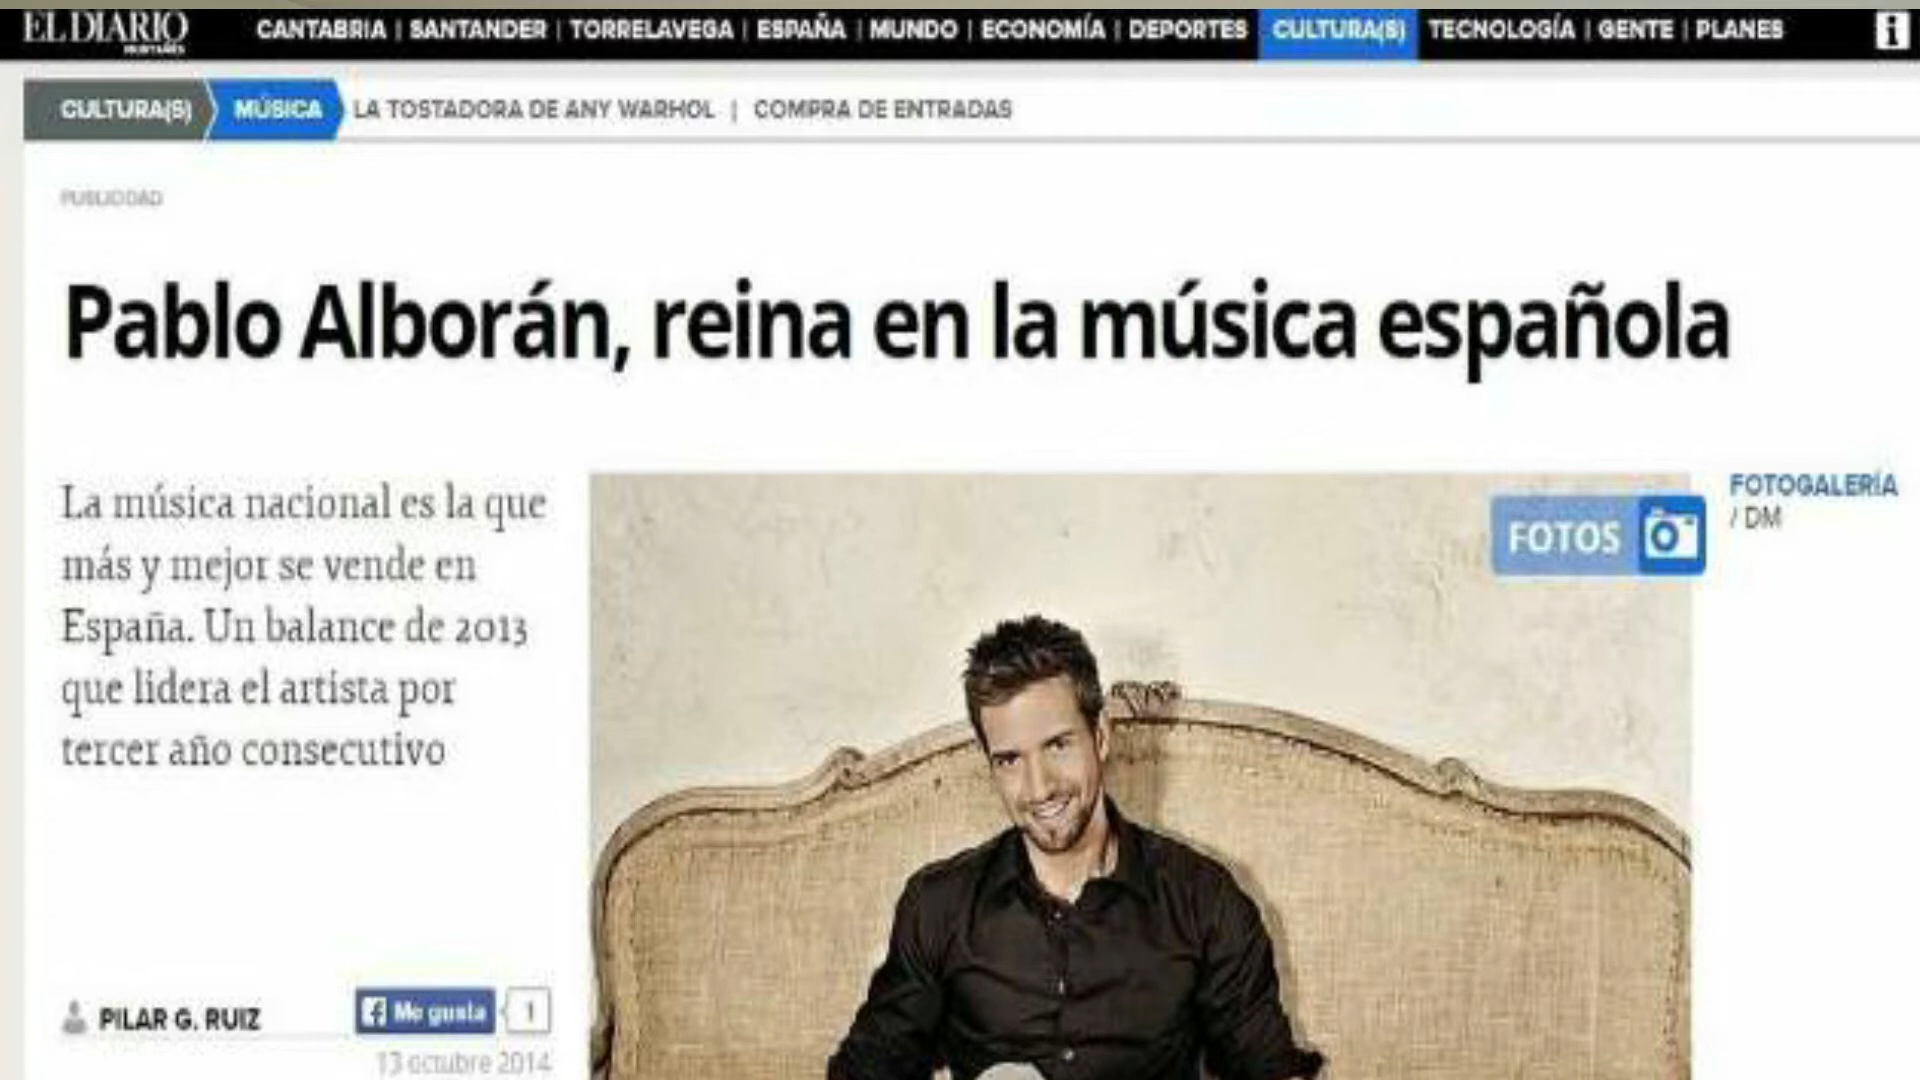 EL DIARIO
MONTAÑÉS
CANTABRIA | SANTANDER | TORRELAVEGA | ESPAÑA | MUNDO | ECONOMÍA | DEPORTES CULTURA(S) TECNOLOGÍA | GENTE | PLANES
i
CULTURA(S) MÚSICA LA TOSTADORA DE ANY WARHOL | COMPRA DE ENTRADAS
PUBLICIDAD
Pablo Alborán, reina en la música española
La música nacional es la que
más y mejor se vende en
España. Un balance de 2013
que lidera el artista por
tercer año consecutivo
FOTOS
FOTOGALERÍA
/ DM
PILAR G. RUIZ
f Me gusta 1
13 octubre 2014